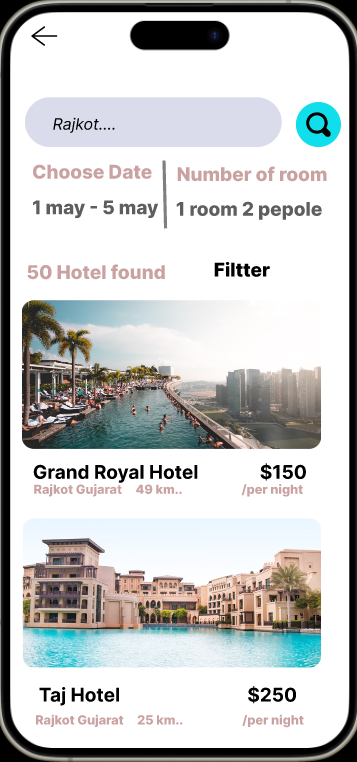 Rajkot....
Choose Date Number of room
1 may - 5 may 1 room 2 pepole
50 Hotel found Filtter
Grand Royal Hotel $150
Rajkot Gujarat 49 km.. /per night
Taj Hotel $250
Rajkot Gujarat 25 km.. /per night